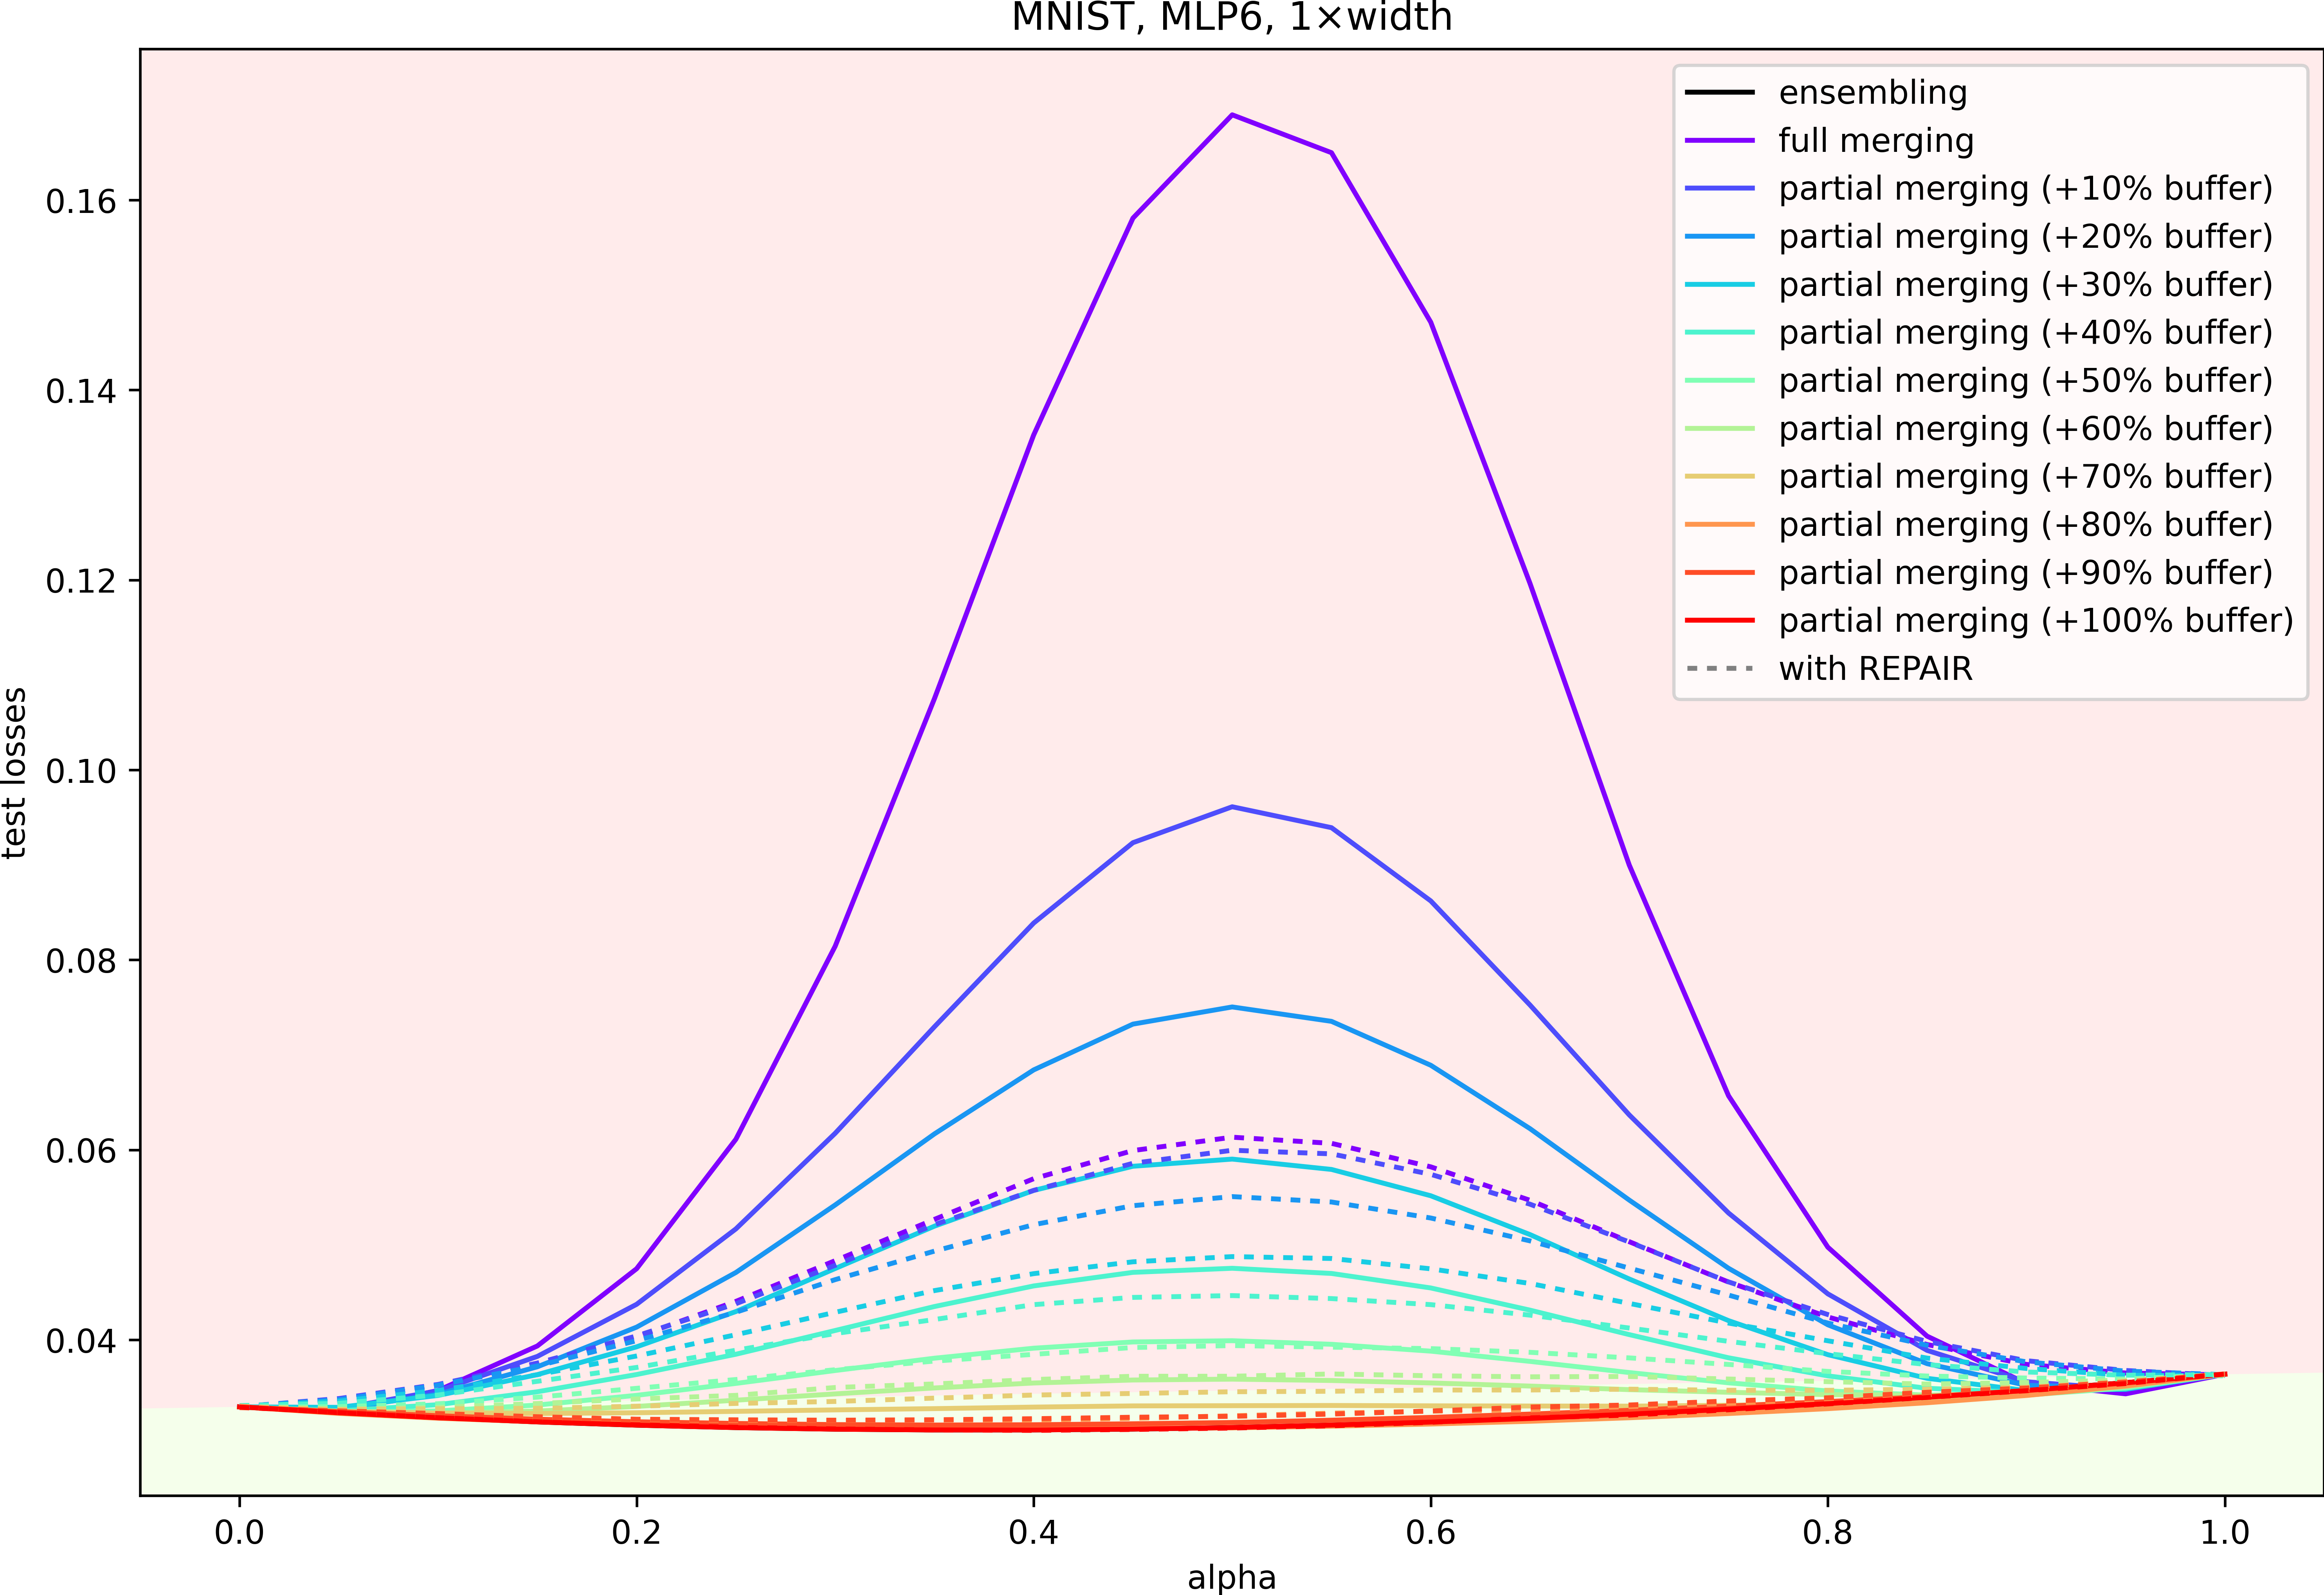 MNIST, MLP6, 1×width
ensembling
full merging
partial merging (+10% buffer)
partial merging (+20% buffer)
partial merging (+30% buffer)
partial merging (+40% buffer)
partial merging (+50% buffer)
partial merging (+60% buffer)
partial merging (+70% buffer)
partial merging (+80% buffer)
partial merging (+90% buffer)
partial merging (+100% buffer)
with REPAIR
test losses
0.16
0.14
0.12
0.10
0.08
0.06
0.04
0.0 0.2 0.4 0.6 0.8 1.0
alpha